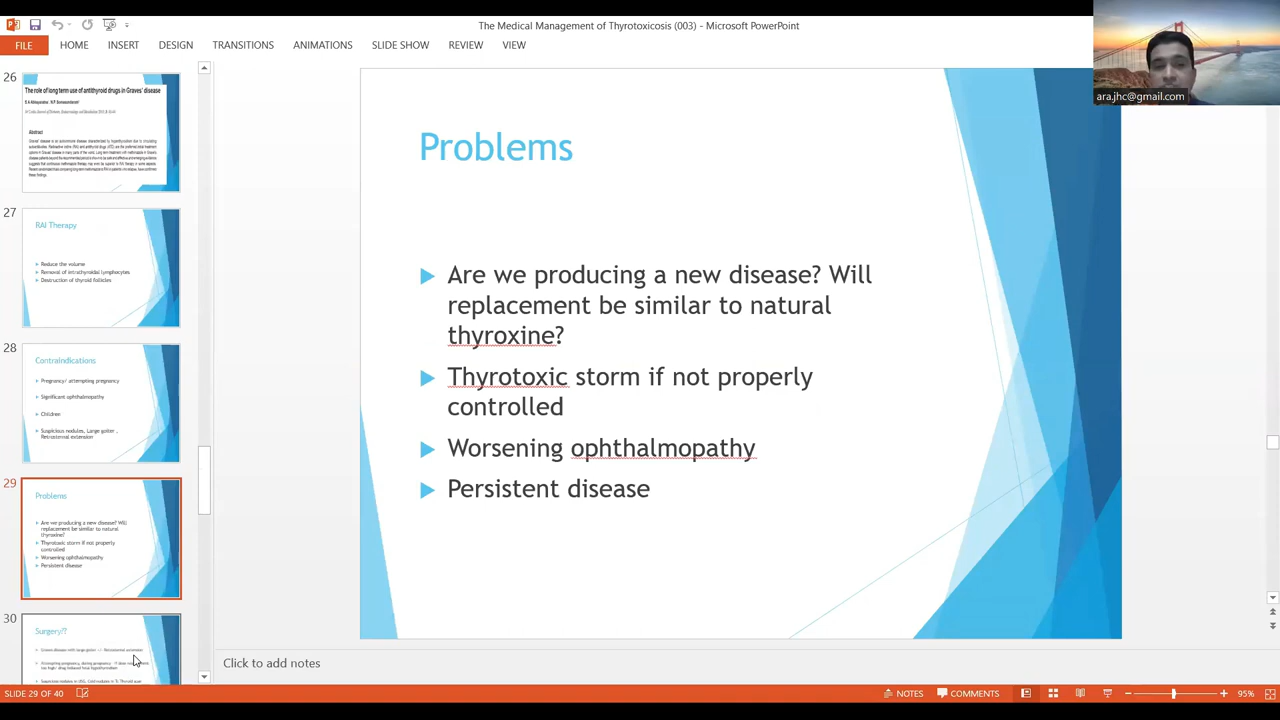 The Medical Management of Thyrotoxicosis (003) - Microsoft PowerPoint
FILE
HOME
INSERT
DESIGN
TRANSITIONS
ANIMATIONS
SLIDE SHOW
REVIEW
VIEW
ara.jhc@gmail.com
26
The role of long term use of antithyroid drugs in Graves' disease
Abstract
27
RAI Therapy
Reduce the volume
Removal of intrathyroidal lymphocytes
Destruction of thyroid follicles
28
Contraindications
Pregnancy/ attempting pregnancy
Significant ophthalmopathy
Children
Suspicious nodules, Large goiter ,
Retrosternal extension
29
Problems
Are we producing a new disease? Will
replacement be similar to natural
thyroxine?
Thyrotoxic storm if not properly
controlled
Worsening ophthalmopathy
Persistent disease
30
Surgery??
Problems
Are we producing a new disease? Will
replacement be similar to natural
thyroxine?
Thyrotoxic storm if not properly
controlled
Worsening ophthalmopathy
Persistent disease
Click to add notes
SLIDE 29 OF 40
NOTES
COMMENTS
95%